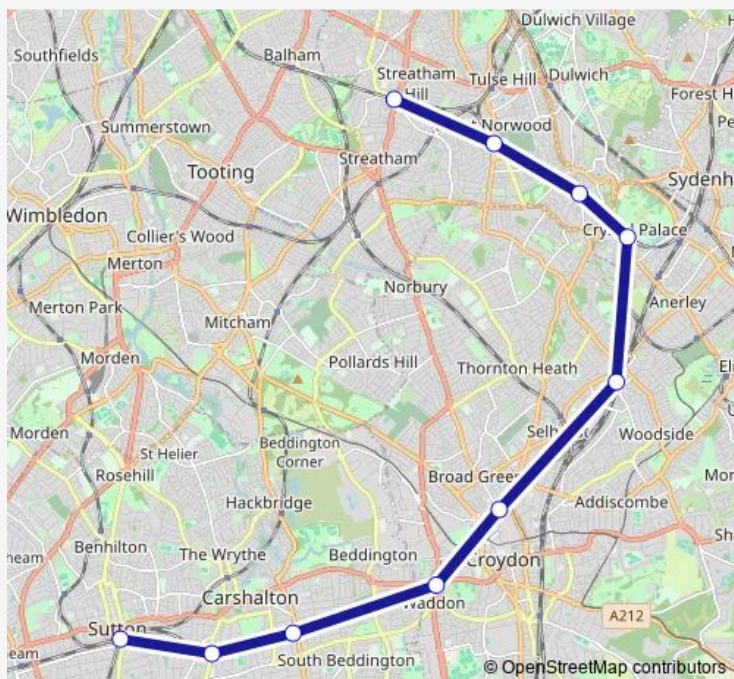 Dulwich Village
Southfields
Balham
Streatham
Hill
Tulse Hill
Dulwich
Forest H
Summerstown
Norwood
Streatham
Tooting
Sydenh
Wimbledon
Collier's Wood
Palace
Merton
Norbury
Anerley
Merton Park
Mitcham
Morden
Pollards Hill
Thornton Heath
Morden
St Helier
Beddington
Corner
Woodside
Rosehill
Broad Green
Hackbridge
Addiscombe
Benhilton
The Wrythe
Beddington
Croydon
Carshalton
Waddon
A212
Sutton
South Beddington
© OpenStreetMap contributors